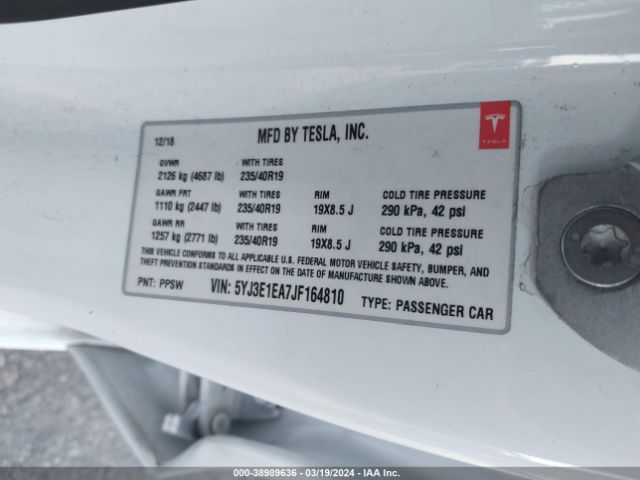 12/18 MFD BY TESLA, INC.
TESLA
GVWR WITH TIRES
2126 kg (4687 lb) 235/40R19
GAWR FRT WITH TIRES RIM COLD TIRE PRESSURE
1110 kg (2447 lb) 235/40R19 19X8.5 J 290 kPa, 42 psi
GAWR RR WITH TIRES RIM COLD TIRE PRESSURE
1257 kg (2771 lb) 235/40R19 19X8.5 J 290 kPa, 42 psi
THIS VEHICLE CONFORMS TO ALL APPLICABLE U.S. FEDERAL MOTOR VEHICLE SAFETY, BUMPER, AND
THEFT PREVENTION STANDARDS IN EFFECT ON THE DATE OF MANUFACTURE SHOWN ABOVE.
PNT: PPSW VIN: 5YJ3E1EA7JF164810 TYPE: PASSENGER CAR
000-38989636 - 03/19/2024 - IAA Inc.